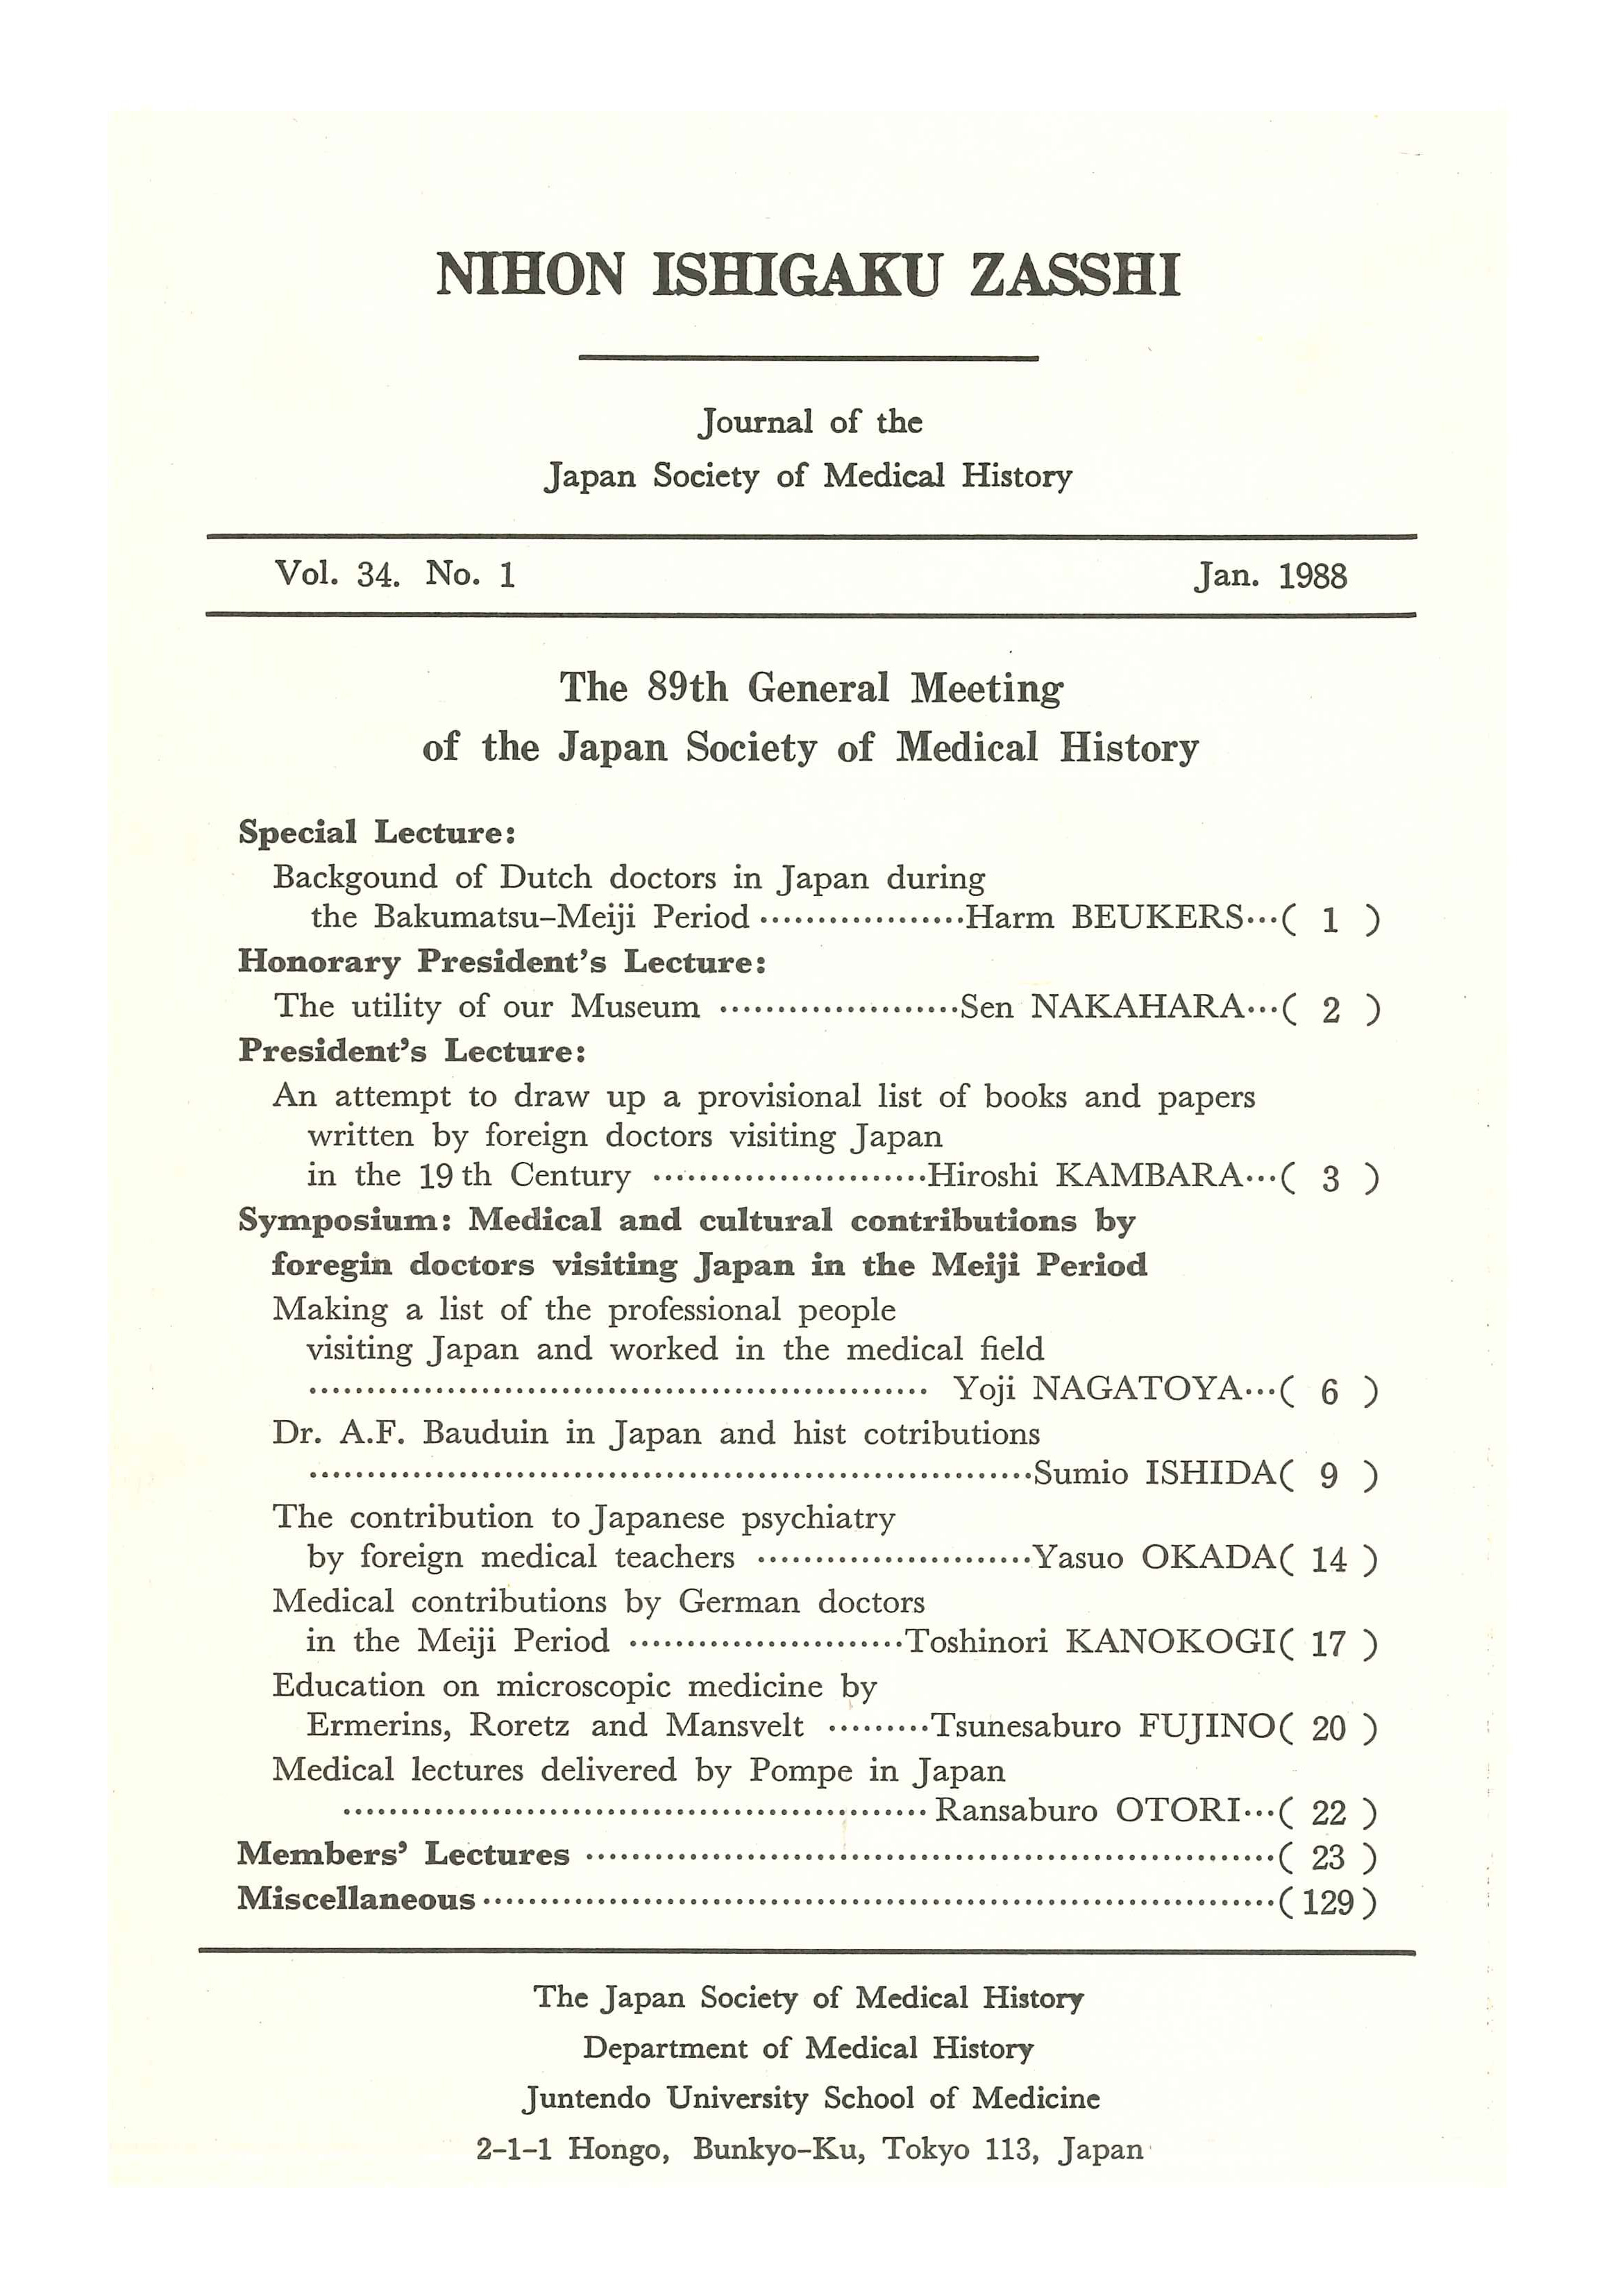 NIHON ISHIGAKU ZASSHI
Journal of the
Japan Society of Medical History
Vol. 34. No. 1 Jan. 1988
The 89th General Meeting
of the Japan Society of Medical History
Special Lecture:
Backgound of Dutch doctors in Japan during
the Bakumatsu–Meiji Period ··················Harm BEUKERS···( 1 )
Honorary President's Lecture:
The utility of our Museum ·····················Sen NAKAHARA···( 2 )
President's Lecture:
An attempt to draw up a provisional list of books and papers
written by foreign doctors visiting Japan
in the 19th Century ························Hiroshi KAMBARA···( 3 )
Symposium: Medical and cultural contributions by
foregin doctors visiting Japan in the Meiji Period
Making a list of the professional people
visiting Japan and worked in the medical field
······················································ Yoji NAGATOYA···( 6 )
Dr. A.F. Bauduin in Japan and hist cotributions
·······························································Sumio ISHIDA( 9 )
The contribution to Japanese psychiatry
by foreign medical teachers ························Yasuo OKADA( 14 )
Medical contributions by German doctors
in the Meiji Period ························Toshinori KANOKOGI( 17 )
Education on microscopic medicine by
Ermerins, Roretz and Mansvelt ·········Tsunesaburo FUJINO( 20 )
Medical lectures delivered by Pompe in Japan
··················································· Ransaburo OTORI···( 22 )
Members' Lectures ····························································( 23 )
Miscellaneous·····································································( 129 )
The Japan Society of Medical History
Department of Medical History
Juntendo University School of Medicine
2–1–1 Hongo, Bunkyo–Ku, Tokyo 113, Japan